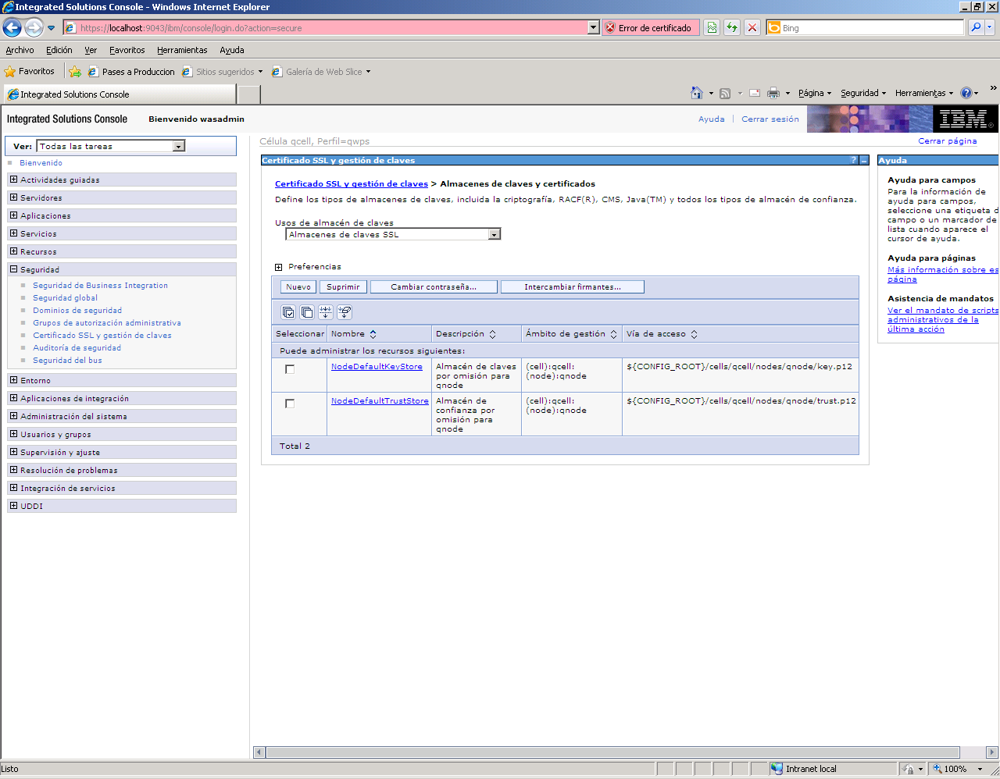 Integrated Solutions Console - Windows Internet Explorer
https://localhost:9043/ibm/console/login.do?action=secure
Error de certificado
Bing
Archivo Edición Ver Favoritos Herramientas Ayuda
Favoritos Pases a Produccion Sitios sugeridos Galería de Web Slice
Integrated Solutions Console
Página Seguridad Herramientas
Integrated Solutions Console Bienvenido wasadmin
Ayuda Cerrar sesión
IBM
Ver: Todas las tareas
Bienvenido
Actividades guiadas
Servidores
Aplicaciones
Servicios
Recursos
Seguridad
Seguridad de Business Integration
Seguridad global
Dominios de seguridad
Grupos de autorización administrativa
Certificado SSL y gestión de claves
Auditoría de seguridad
Seguridad del bus
Entorno
Aplicaciones de integración
Administración del sistema
Usuarios y grupos
Supervisión y ajuste
Resolución de problemas
Integración de servicios
UDDI
Célula qcell, Perfil=qwps
Cerrar página
Certificado SSL y gestión de claves
Certificado SSL y gestión de claves > Almacenes de claves y certificados
Define los tipos de almacenes de claves, incluida la criptografía, RACF(R), CMS, Java(TM) y todos los tipos de almacén de confianza.
Usos de almacén de claves
Almacenes de claves SSL
Preferencias
Nuevo Suprimir Cambiar contraseña... Intercambiar firmantes...
Seleccionar Nombre Descripción Ámbito de gestión Vía de acceso
Puede administrar los recursos siguientes:
NodeDefaultKeyStore
Almacén de claves
por omisión para
qnode
(cell):qcell:
(node):qnode
${CONFIG_ROOT}/cells/qcell/nodes/qnode/key.p12
NodeDefaultTrustStore
Almacén de
confianza por
omisión para
qnode
(cell):qcell:
(node):qnode
${CONFIG_ROOT}/cells/qcell/nodes/qnode/trust.p12
Total 2
Ayuda
Ayuda para campos
Para la información de
ayuda para campos,
seleccione una etiqueta d
campo o un marcador de
lista cuando aparece el
cursor de ayuda.
Ayuda para páginas
Más información sobre es
página
Asistencia de mandatos
Ver el mandato de scripts
administrativos de la
última acción
Listo
Intranet local
100%